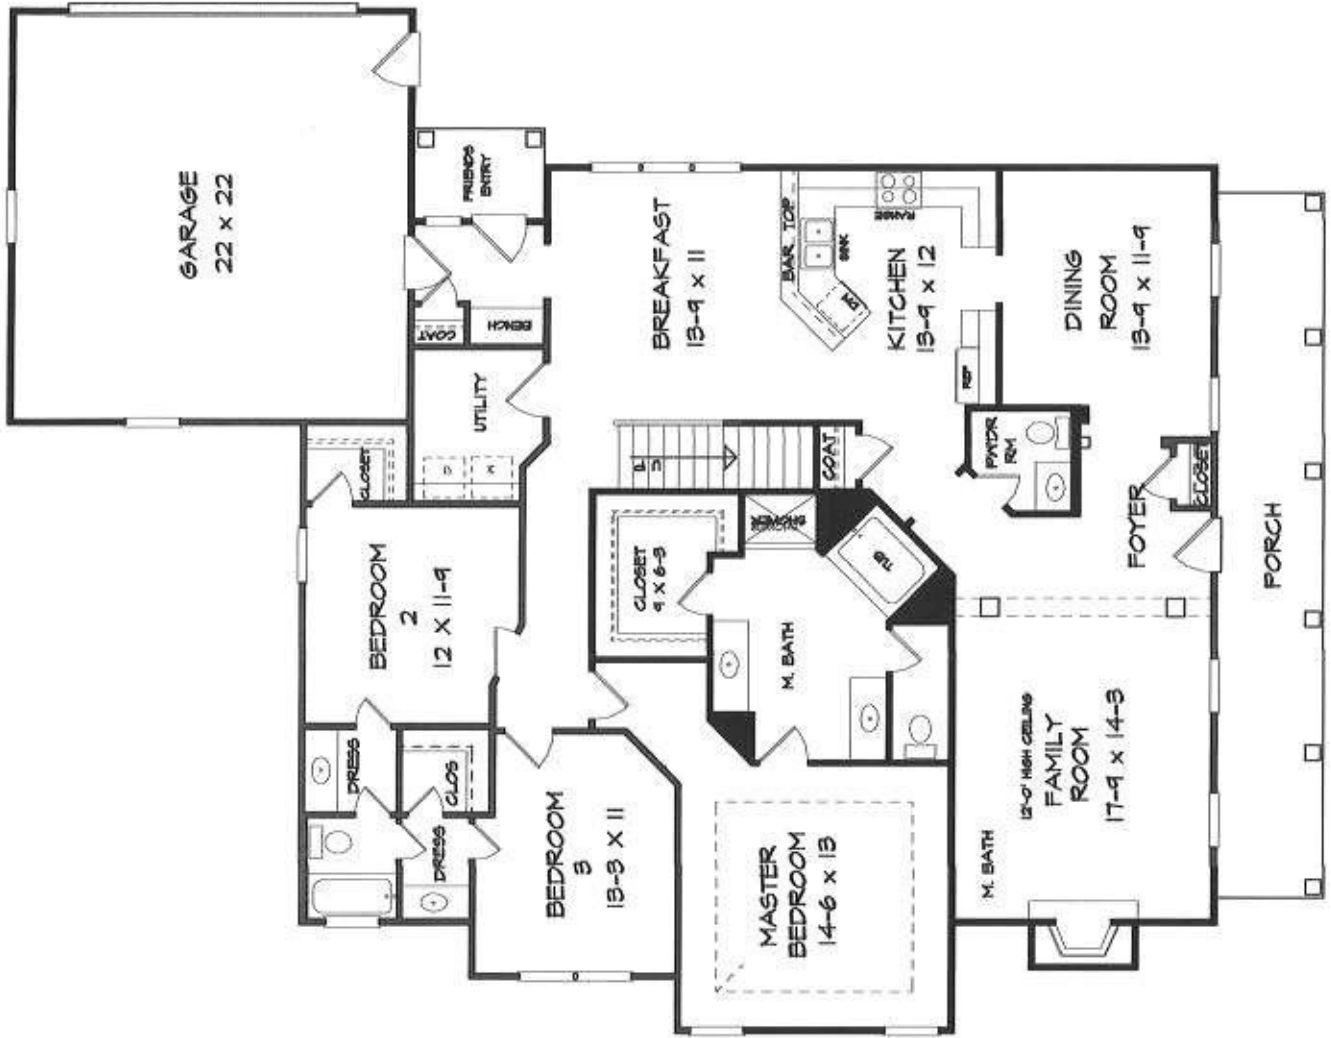 GARAGE
22 x 22
FRIENDS
ENTRY
COAT
BENCH
UTILITY
BREAKFAST
13-9 x 11
BAR TOP
SINK
RANGE
DW
KITCHEN
13-9 x 12
REF
DINING
ROOM
13-9 x 11-9
PWDR
RM
CLOSET
FOYER
PORCH
COAT
DN
CLOSET
BEDROOM
2
12 X 11-9
CLOSET
9 X 6-3
SHOWER
TUB
M. BATH
DRESS
CLOS
DRESS
BEDROOM
3
13-3 X 11
MASTER
BEDROOM
14-6 x 13
M. BATH
12'-0" HIGH CEILING
FAMILY
ROOM
17-9 x 14-3